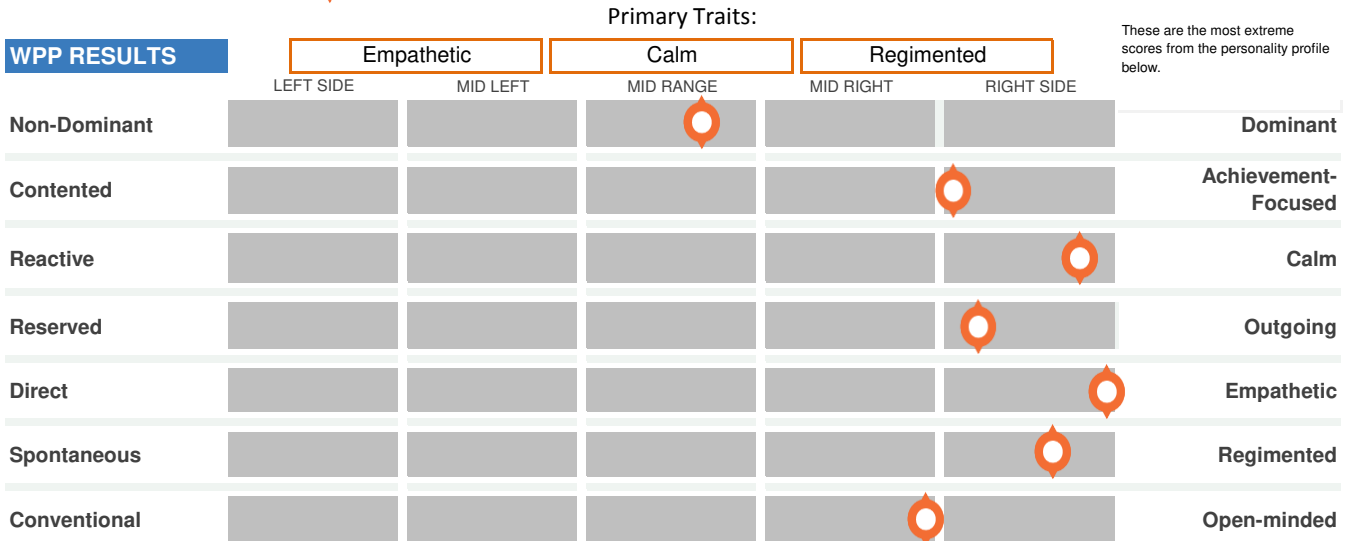 Primary Traits:
These are the most extreme
scores from the personality profile
below.
WPP RESULTS
Empathetic
Calm
Regimented
LEFT SIDE
MID LEFT
MID RANGE
MID RIGHT
RIGHT SIDE
Non-Dominant
Dominant
Contented
Achievement-
Focused
Reactive
Calm
Reserved
Outgoing
Direct
Empathetic
Spontaneous
Regimented
Conventional
Open-minded